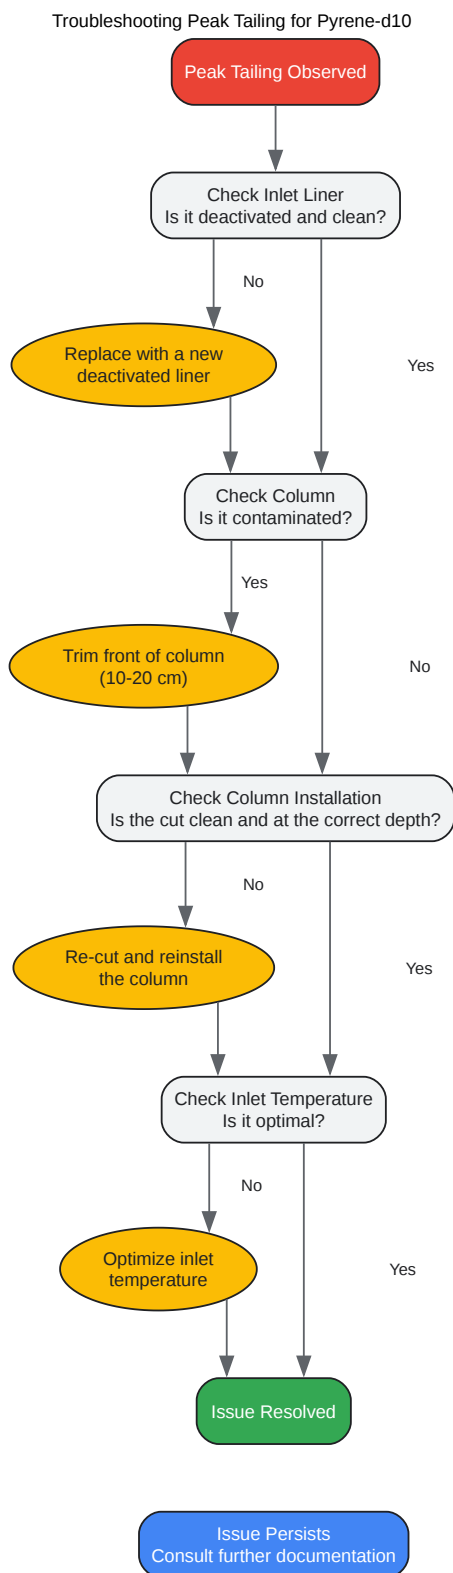 Troubleshooting Peak Tailing for Pyrene-d10
Peak Tailing Observed
Check Inlet Liner
Is it deactivated and clean?
No
Replace with a new
deactivated liner
Yes
Check Column
Is it contaminated?
Yes
Trim front of column
(10-20 cm)
No
Check Column Installation
Is the cut clean and at the correct depth?
No
Re-cut and reinstall
the column
Yes
Check Inlet Temperature
Is it optimal?
No
Optimize inlet
temperature
Yes
Issue Resolved
Issue Persists
Consult further documentation